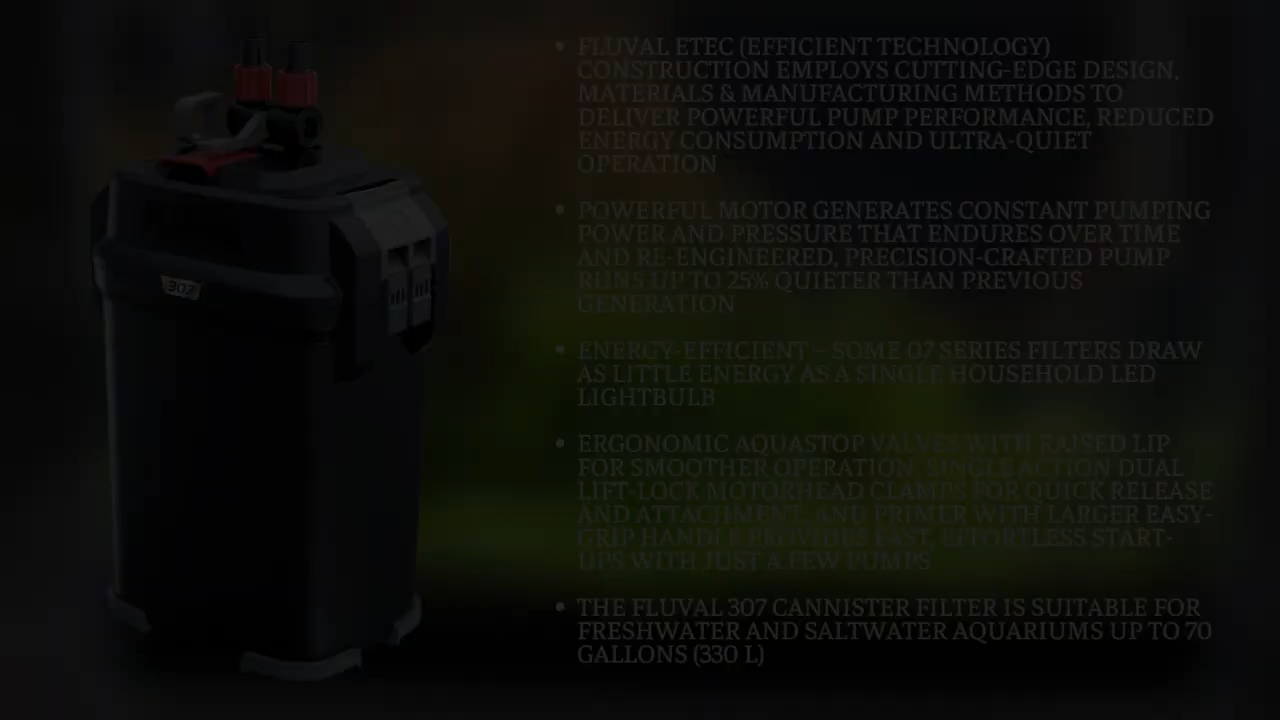 307
• FLUVAL ETEC (EFFICIENT TECHNOLOGY)
CONSTRUCTION EMPLOYS CUTTING-EDGE DESIGN,
MATERIALS & MANUFACTURING METHODS TO
DELIVER POWERFUL PUMP PERFORMANCE, REDUCED
ENERGY CONSUMPTION AND ULTRA-QUIET
OPERATION
• POWERFUL MOTOR GENERATES CONSTANT PUMPING
POWER AND PRESSURE THAT ENDURES OVER TIME
AND RE-ENGINEERED, PRECISION-CRAFTED PUMP
RUNS UP TO 25% QUIETER THAN PREVIOUS
GENERATION
• ENERGY-EFFICIENT – SOME 07 SERIES FILTERS DRAW
AS LITTLE ENERGY AS A SINGLE HOUSEHOLD LED
LIGHTBULB
• ERGONOMIC AQUASTOP VALVES WITH RAISED LIP
FOR SMOOTHER OPERATION, SINGLE ACTION DUAL
LIFT-LOCK MOTORHEAD CLAMPS FOR QUICK RELEASE
AND ATTACHMENT, AND PRIMER WITH LARGER EASY-
GRIP HANDLE PROVIDES FAST, EFFORTLESS START-
UPS WITH JUST A FEW PUMPS
• THE FLUVAL 307 CANNISTER FILTER IS SUITABLE FOR
FRESHWATER AND SALTWATER AQUARIUMS UP TO 70
GALLONS (330 L)